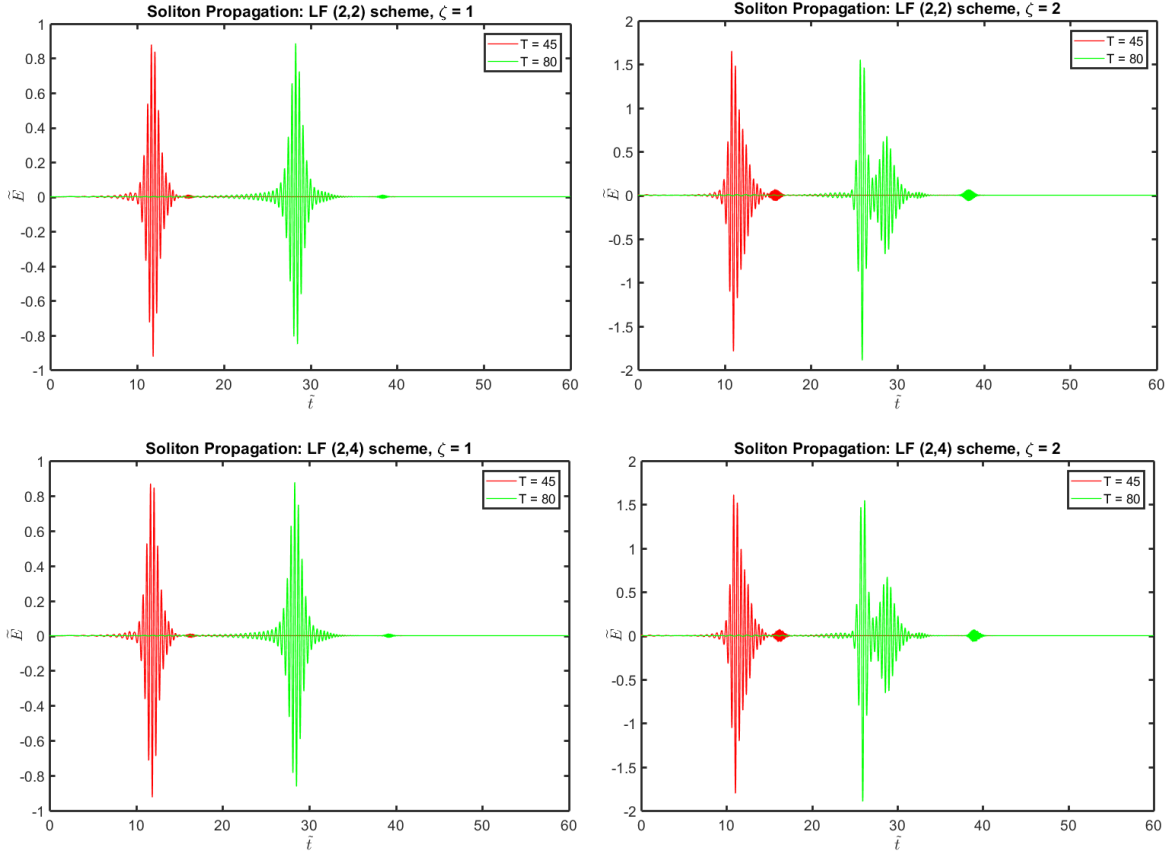 Soliton Propagation: LF (2,2) scheme, ζ = 1
1
0.8
0.6
0.4
0.2
0
-0.2
-0.4
-0.6
-0.8
-1
Ẽ
0 10 20 30 40 50 60
t̃
T = 45
T = 80
Soliton Propagation: LF (2,2) scheme, ζ = 2
2
1.5
1
0.5
0
-0.5
-1
-1.5
-2
Ẽ
0 10 20 30 40 50 60
t̃
T = 45
T = 80
Soliton Propagation: LF (2,4) scheme, ζ = 1
1
0.8
0.6
0.4
0.2
0
-0.2
-0.4
-0.6
-0.8
-1
Ẽ
0 10 20 30 40 50 60
t̃
T = 45
T = 80
Soliton Propagation: LF (2,4) scheme, ζ = 2
2
1.5
1
0.5
0
-0.5
-1
-1.5
-2
Ẽ
0 10 20 30 40 50 60
t̃
T = 45
T = 80